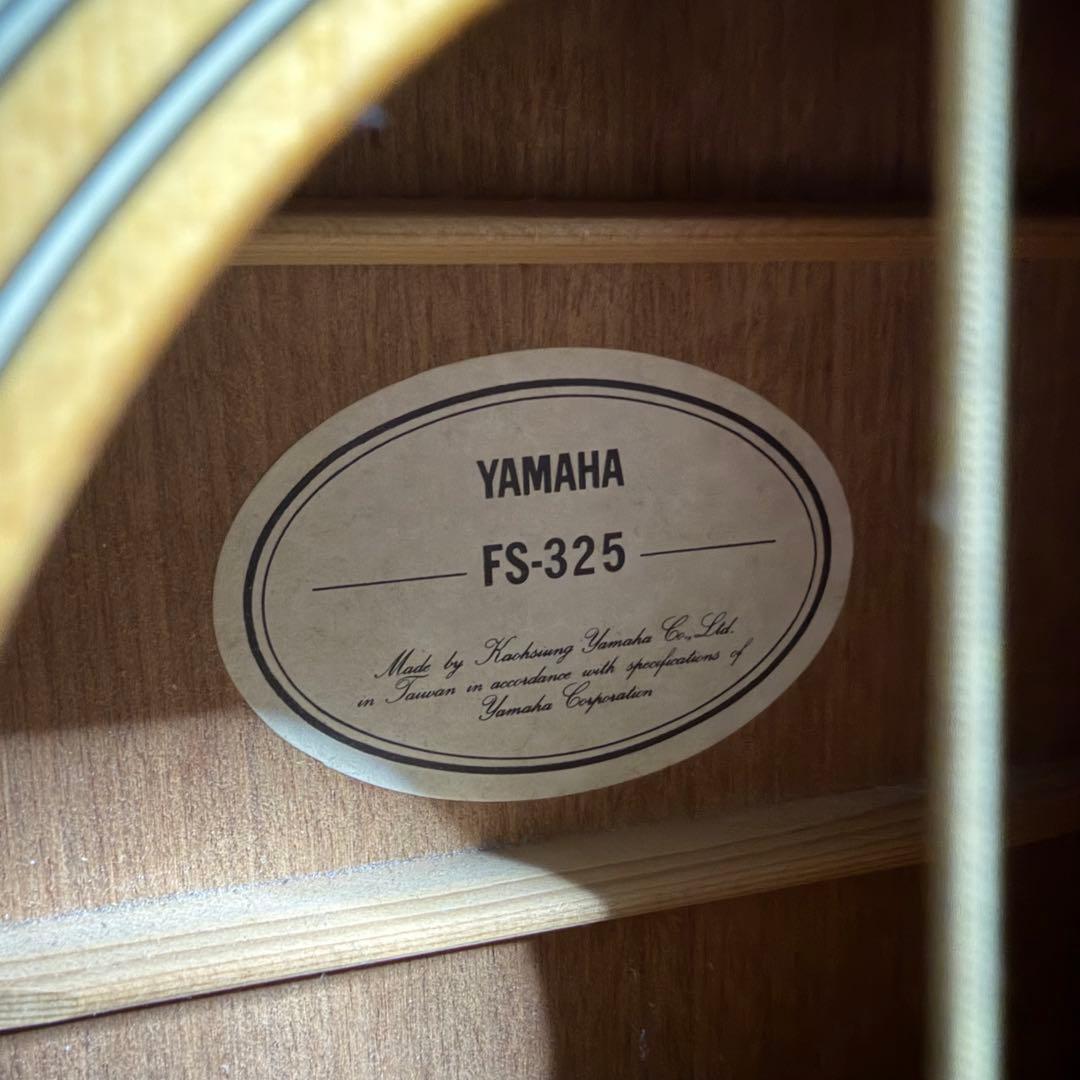 YAMAHA
FS-325
Made by Kaohsiung Yamaha Co., Ltd.
in Taiwan in accordance with specifications of
Yamaha Corporation